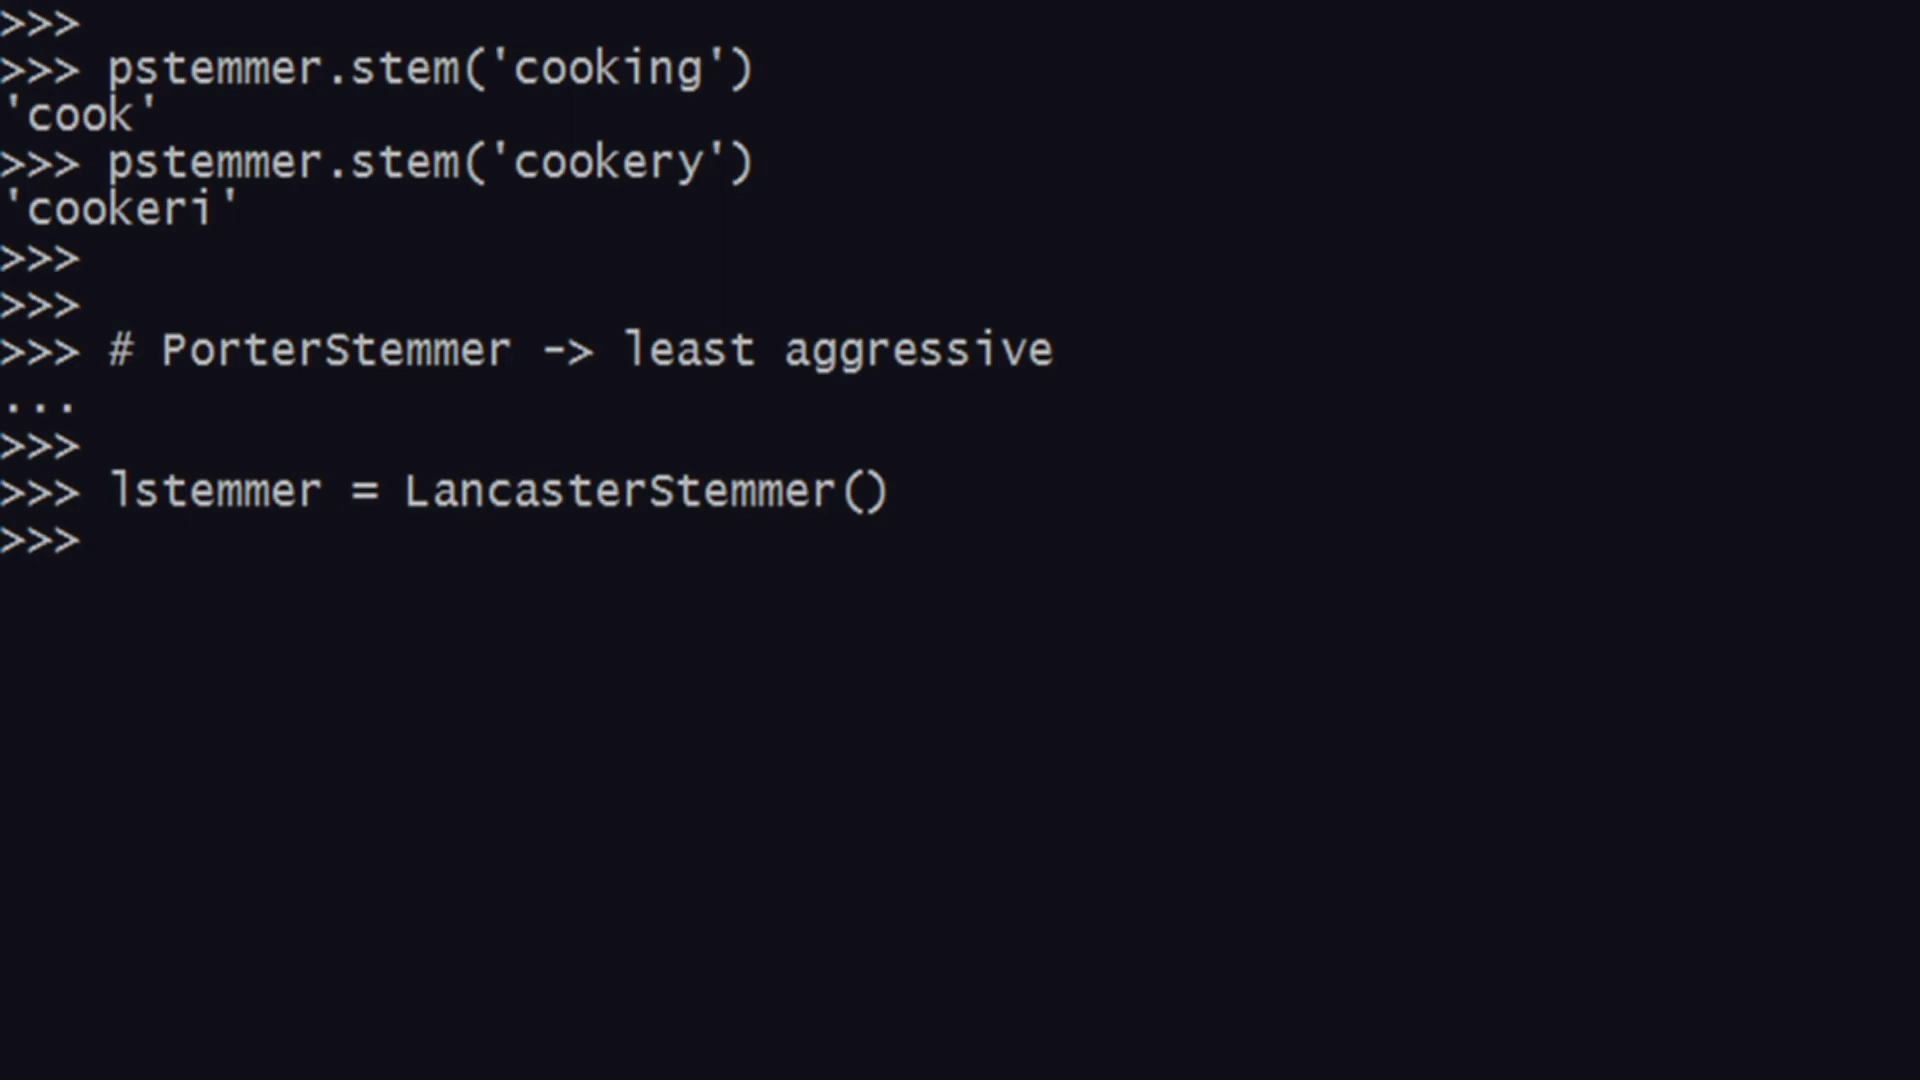 >>>
>>> pstemmer.stem('cooking')
'cook'
>>> pstemmer.stem('cookery')
'cookeri'
>>>
>>>
>>> # PorterStemmer -> least aggressive
...
>>>
>>> lstemmer = LancasterStemmer()
>>>